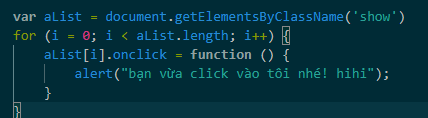 var aList = document.getElementsByClassName('show')
for (i = 0; i < aList.length; i++) {
    aList[i].onclick = function () {
        alert("bạn vừa click vào tôi nhé! hihi");
    }
}